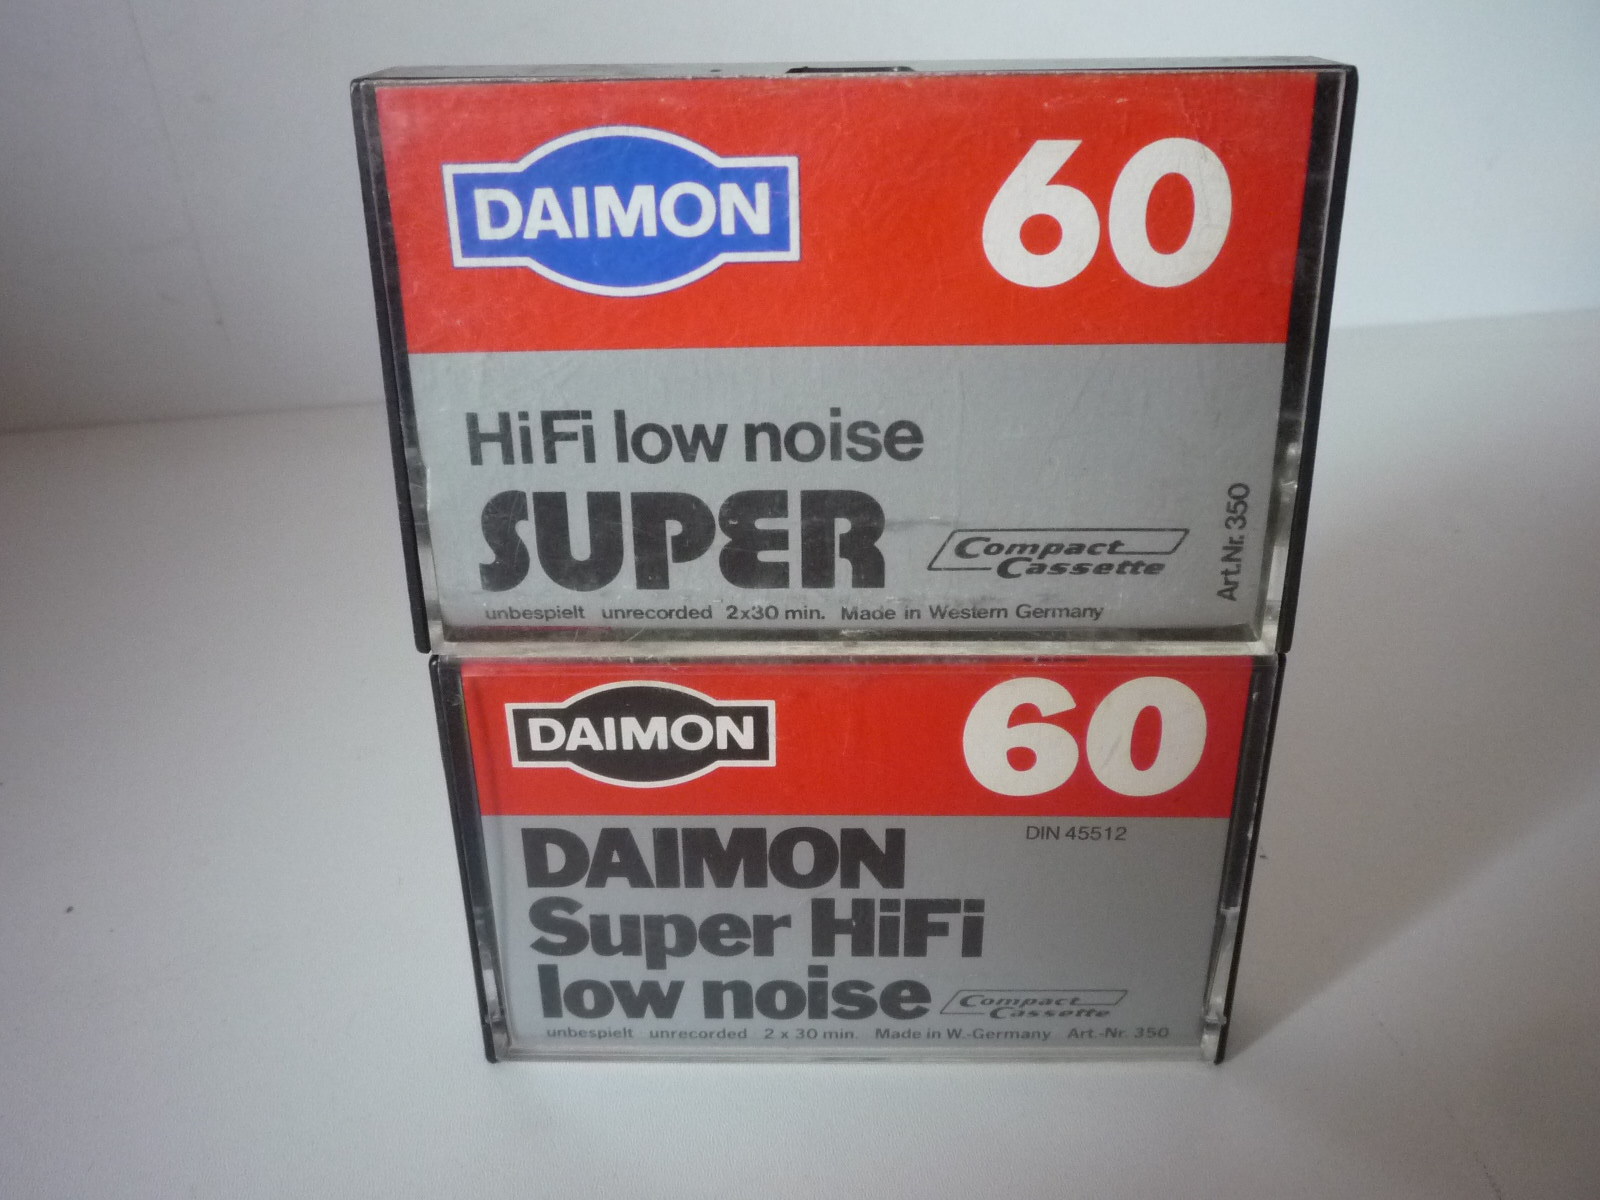 DAIMON
60
HiFi low noise
SUPER
Compact
Cassette
Art.Nr. 350
unbespielt unrecorded 2x30 min. Made in Western Germany
DAIMON
60
DIN 45512
DAIMON
Super HiFi
low noise
Compact
Cassette
unbespielt unrecorded 2 x 30 min. Made in W.-Germany Art.-Nr. 350